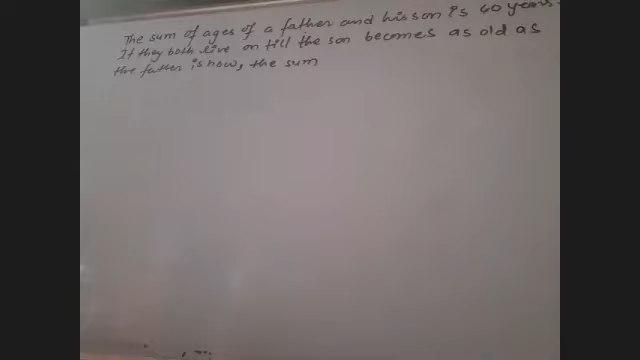 The sum of ages of a father and his son is 40 years.
If they both live on till the son becomes as old as
the father is now, the sum